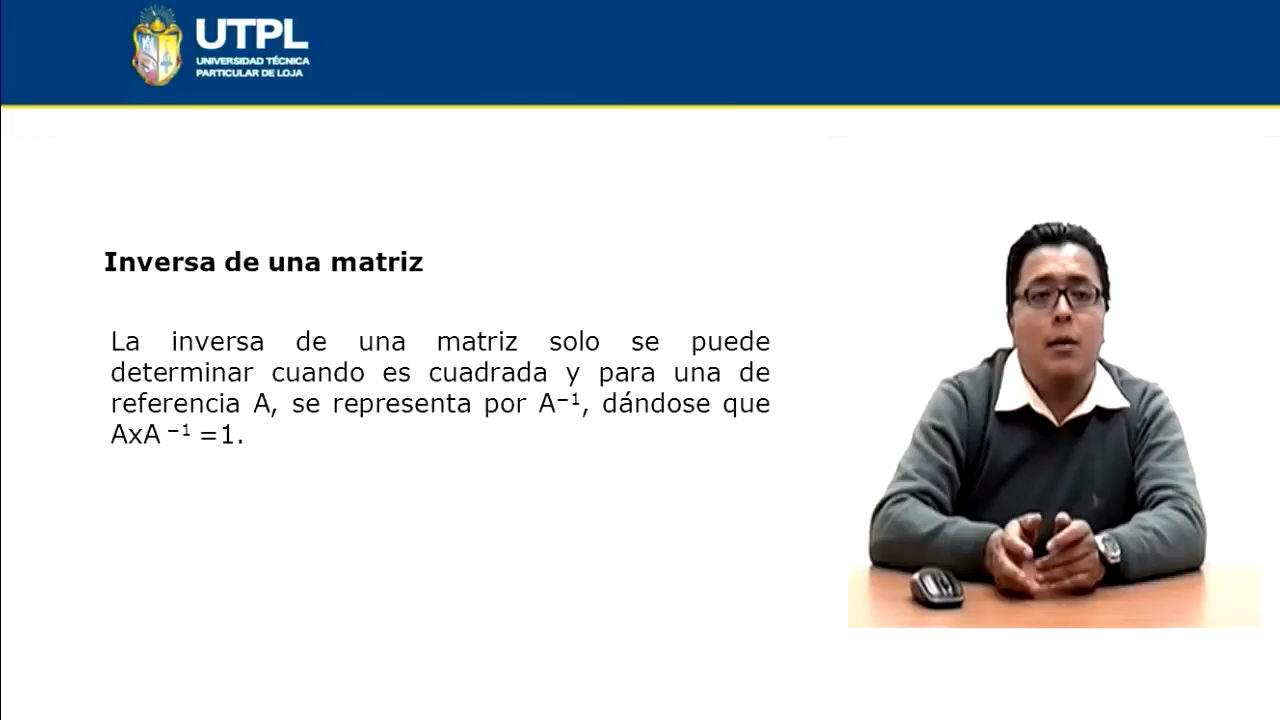 UTPL
UNIVERSIDAD TÉCNICA
PARTICULAR DE LOJA
Inversa de una matriz
La inversa de una matriz solo se puede
determinar cuando es cuadrada y para una de
referencia A, se representa por A⁻¹, dándose que
AxA ⁻¹ =1.